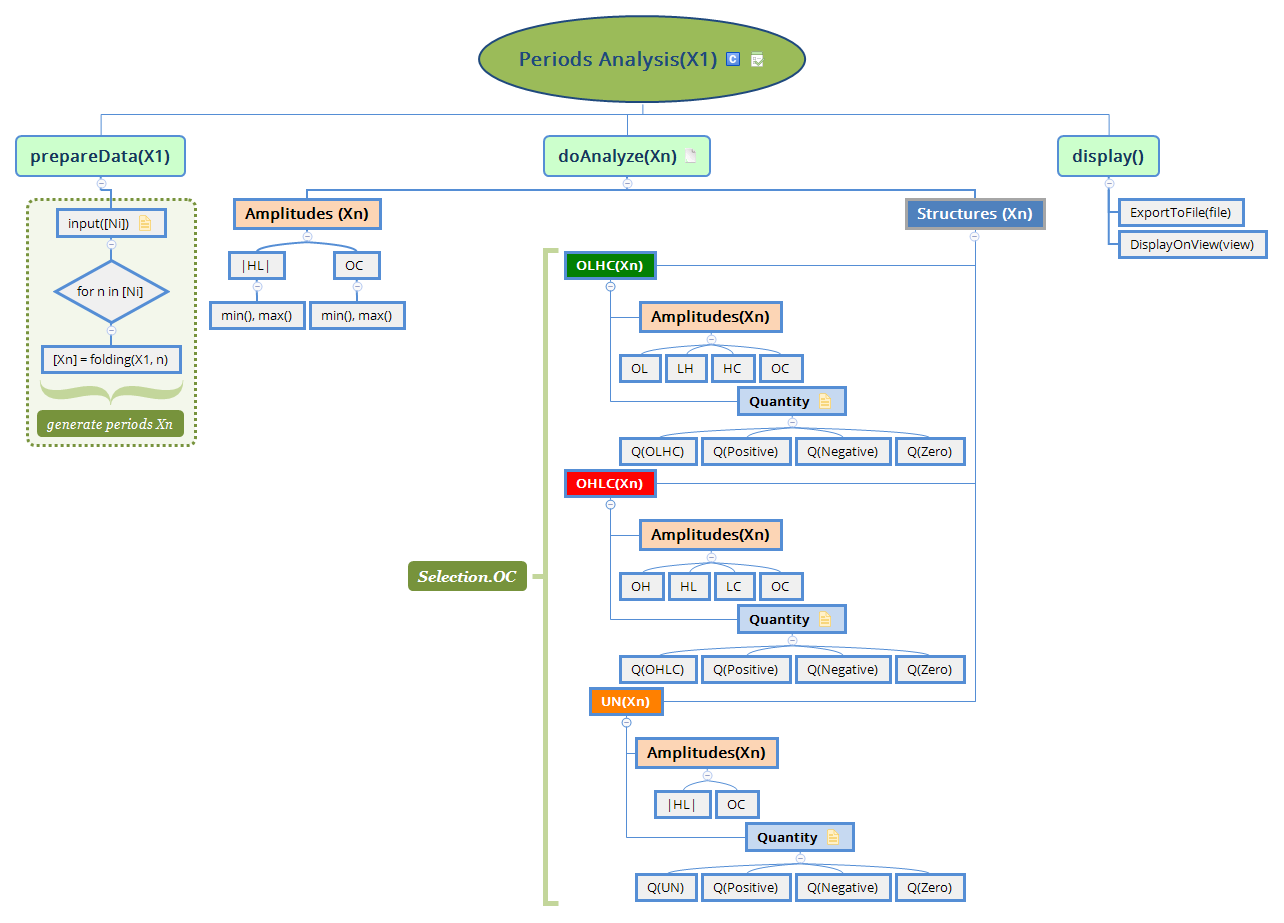 Periods Analysis(X1) C
prepareData(X1)
doAnalyze(Xn)
display()
input([Ni])
for n in [Ni]
[Xn] = folding(X1, n)
generate periods Xn
Amplitudes (Xn)
|HL|
OC
min(), max()
min(), max()
Structures (Xn)
Selection.OC
OLHC(Xn)
Amplitudes(Xn)
OL
LH
HC
OC
Quantity
Q(OLHC)
Q(Positive)
Q(Negative)
Q(Zero)
OHLC(Xn)
Amplitudes(Xn)
OH
HL
LC
OC
Quantity
Q(OHLC)
Q(Positive)
Q(Negative)
Q(Zero)
UN(Xn)
Amplitudes(Xn)
|HL|
OC
Quantity
Q(UN)
Q(Positive)
Q(Negative)
Q(Zero)
ExportToFile(file)
DisplayOnView(view)